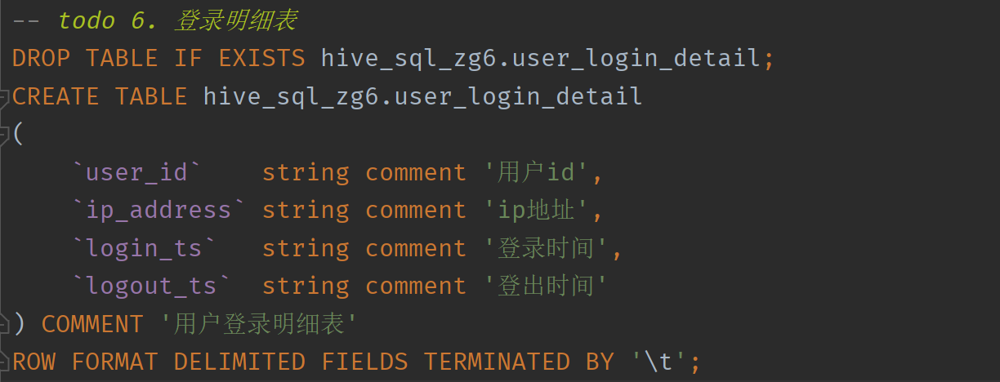 -- todo 6. 登录明细表
DROP TABLE IF EXISTS hive_sql_zg6.user_login_detail;
CREATE TABLE hive_sql_zg6.user_login_detail
(
    `user_id`    string comment '用户id',
    `ip_address` string comment 'ip地址',
    `login_ts`   string comment '登录时间',
    `logout_ts`  string comment '登出时间'
) COMMENT '用户登录明细表'
ROW FORMAT DELIMITED FIELDS TERMINATED BY '\t';